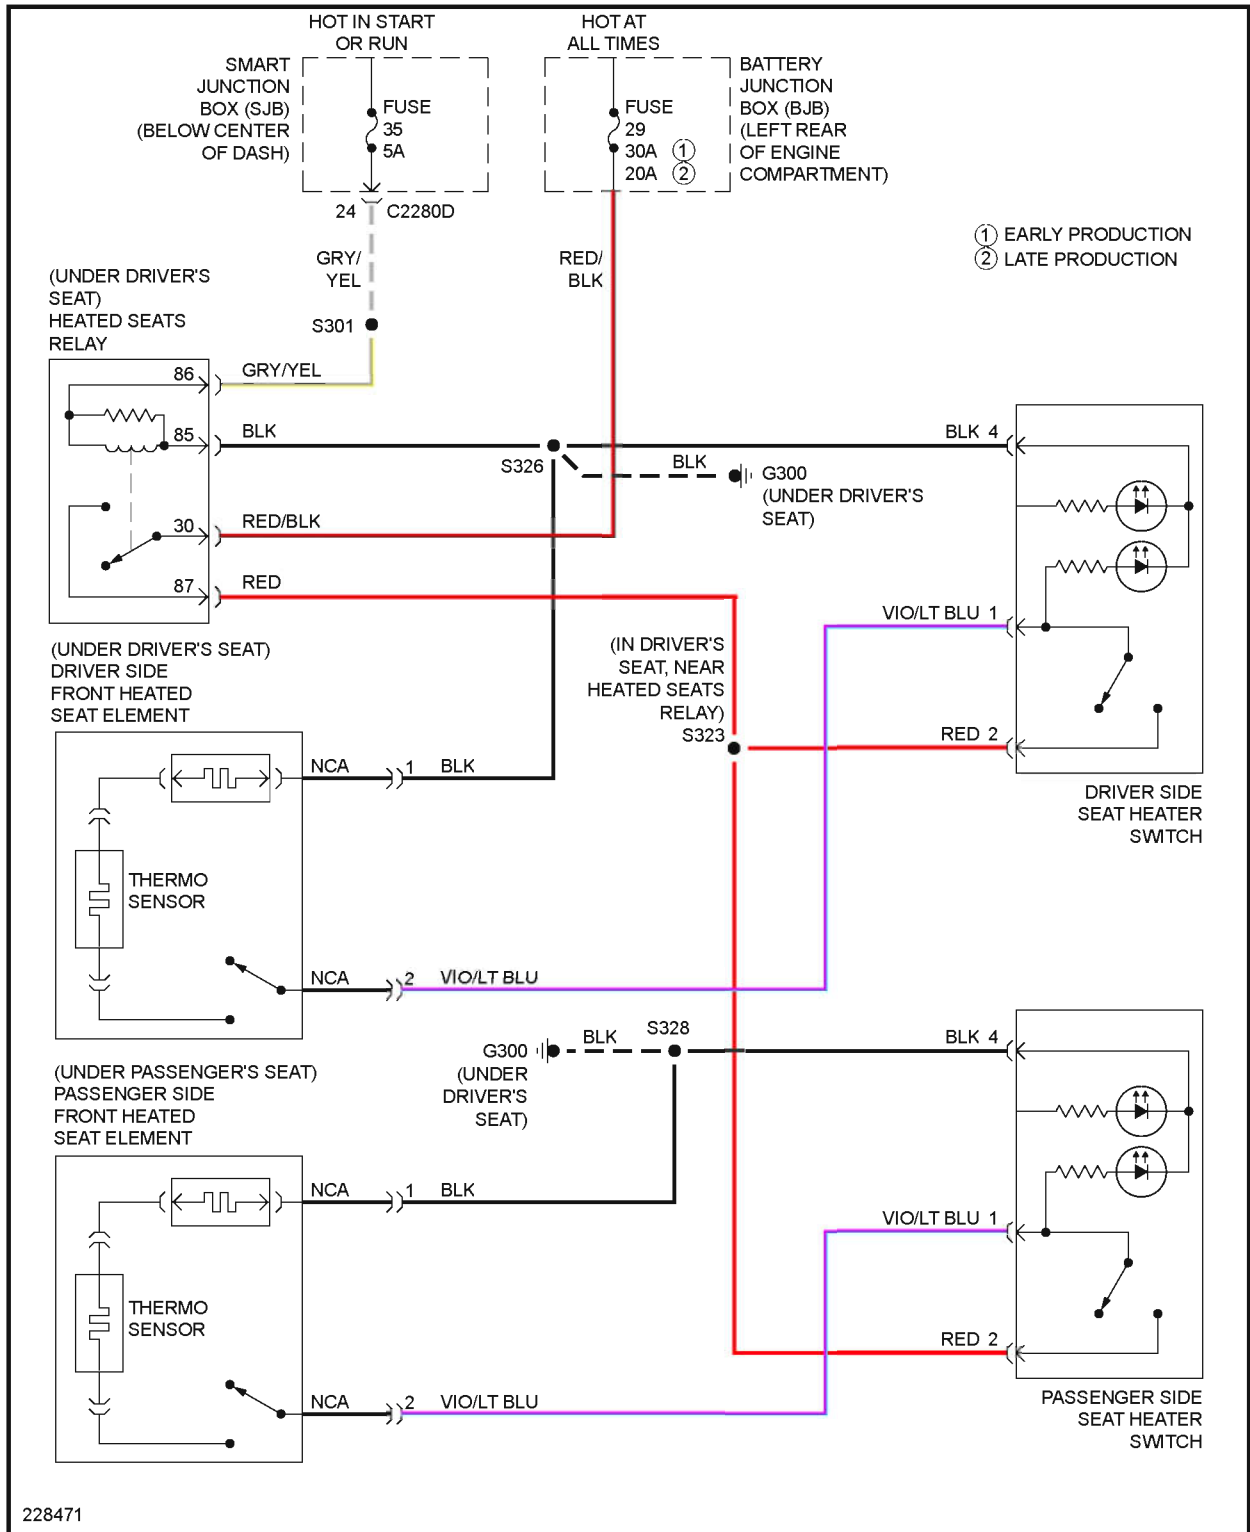 HOT IN START
OR RUN
HOT AT
ALL TIMES
SMART
JUNCTION
BOX (SJB)
(BELOW CENTER
OF DASH)
FUSE
35
5A
FUSE
29
30A 1
20A 2
BATTERY
JUNCTION
BOX (BJB)
(LEFT REAR
OF ENGINE
COMPARTMENT)
24 C2280D
1 EARLY PRODUCTION
2 LATE PRODUCTION
GRY/
YEL
RED/
BLK
S301
(UNDER DRIVER'S
SEAT)
HEATED SEATS
RELAY
86 GRY/YEL
85 BLK
S326
BLK
G300
(UNDER DRIVER'S
SEAT)
BLK 4
30 RED/BLK
87 RED
VIO/LT BLU 1
(IN DRIVER'S
SEAT, NEAR
HEATED SEATS
RELAY)
S323
RED 2
DRIVER SIDE
SEAT HEATER
SWITCH
(UNDER DRIVER'S SEAT)
DRIVER SIDE
FRONT HEATED
SEAT ELEMENT
NCA 1 BLK
THERMO
SENSOR
NCA 2 VIO/LT BLU
G300
(UNDER
DRIVER'S
SEAT)
BLK
S328
BLK 4
(UNDER PASSENGER'S SEAT)
PASSENGER SIDE
FRONT HEATED
SEAT ELEMENT
NCA 1 BLK
VIO/LT BLU 1
THERMO
SENSOR
RED 2
NCA 2 VIO/LT BLU
PASSENGER SIDE
SEAT HEATER
SWITCH
228471